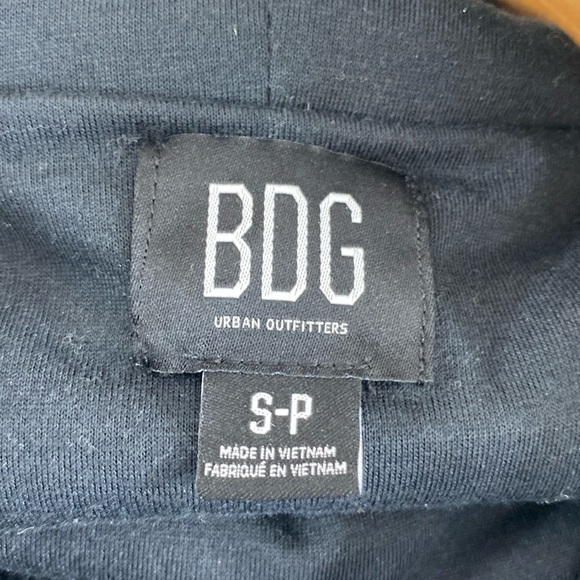 BDG
URBAN OUTFITTERS
S-P
MADE IN VIETNAM
FABRIQUÉ EN VIETNAM